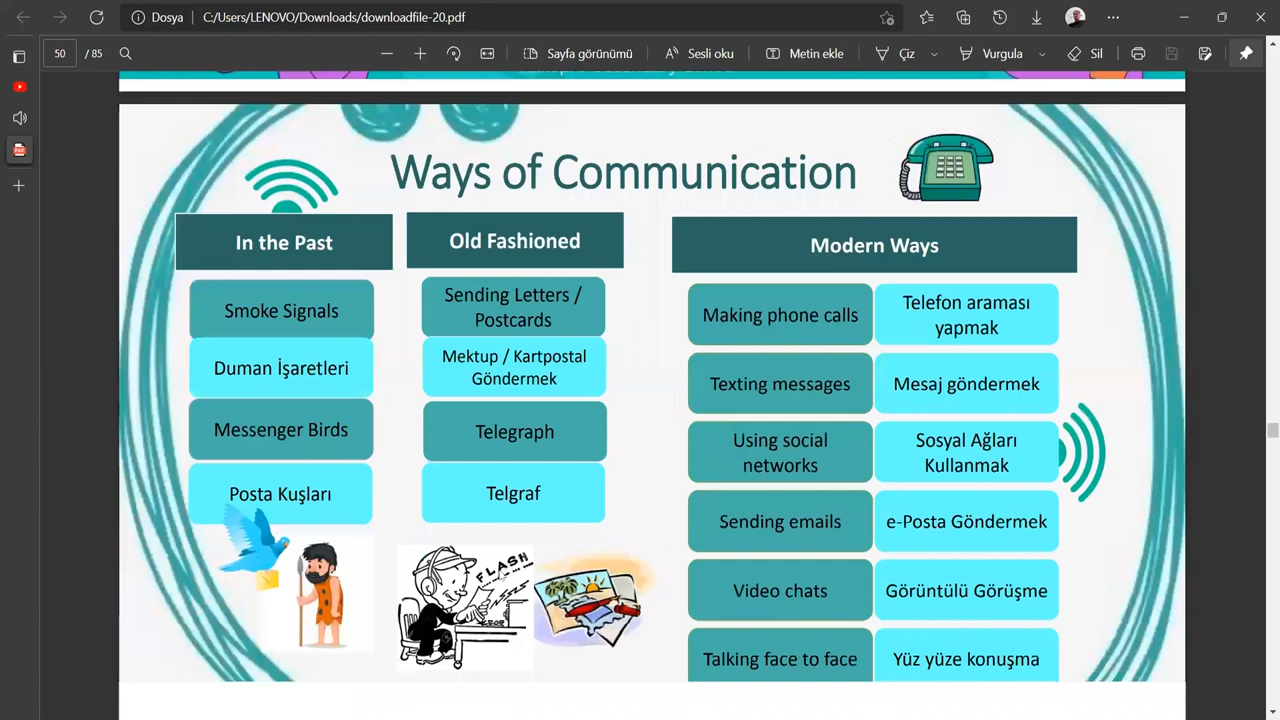 Dosya
C:/Users/LENOVO/Downloads/downloadfile-20.pdf
50 / 85
Sayfa görünümü
Sesli oku
Metin ekle
Çiz
Vurgula
Sil
Ways of Communication
In the Past
Smoke Signals
Duman İşaretleri
Messenger Birds
Posta Kuşları
Old Fashioned
Sending Letters /
Postcards
Mektup / Kartpostal
Göndermek
Telegraph
Telgraf
FLASH
Modern Ways
Making phone calls
Telefon araması
yapmak
Texting messages
Mesaj göndermek
Using social
networks
Sosyal Ağları
Kullanmak
Sending emails
e-Posta Göndermek
Video chats
Görüntülü Görüşme
Talking face to face
Yüz yüze konuşma